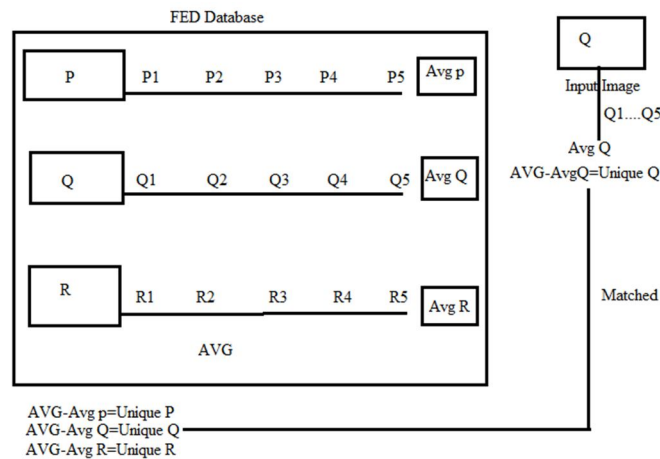 FED Database
P P1 P2 P3 P4 P5 Avg p
Q Q1 Q2 Q3 Q4 Q5 Avg Q
R R1 R2 R3 R4 R5 Avg R
AVG
Q
Input Image
Q1....Q5
Avg Q
AVG-AvgQ=Unique Q
Matched
AVG-Avg p=Unique P
AVG-Avg Q=Unique Q
AVG-Avg R=Unique R